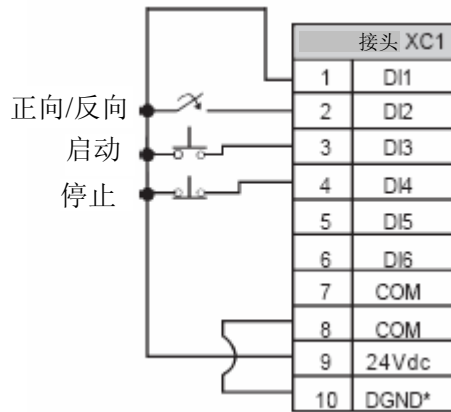 接头 XC1
1 DI1
正向/反向 2 DI2
启动 3 DI3
停止 4 DI4
5 DI5
6 DI6
7 COM
8 COM
9 24Vdc
10 DGND*